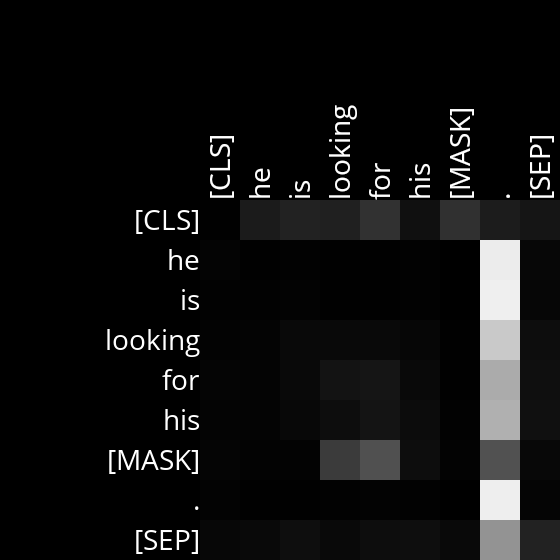 [CLS] he is looking for his [MASK] . [SEP]
[CLS]
he
is
looking
for
his
[MASK]
.
[SEP]